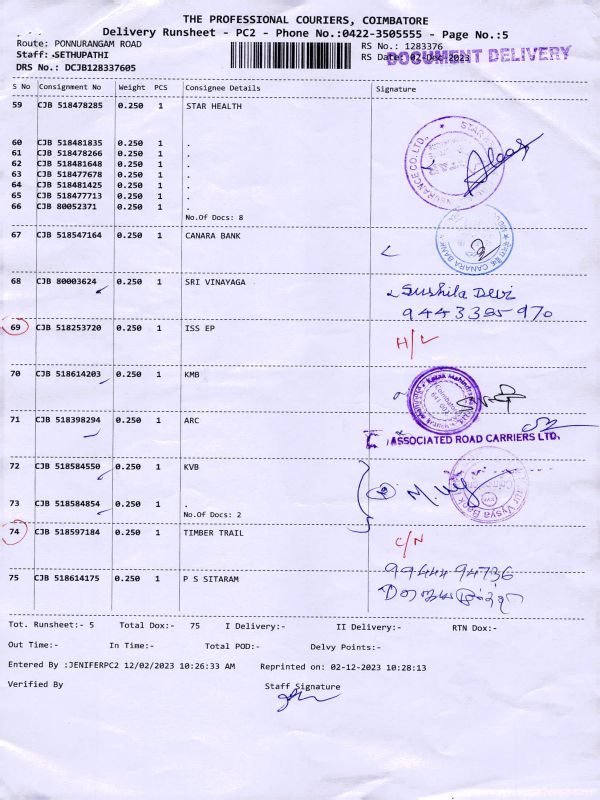 THE PROFESSIONAL COURIERS, COIMBATORE
Delivery Runsheet - PC2 - Phone No.:0422-3505555 - Page No.:5
Route: PONNURANGAM ROAD RS No.: 1283376
Staff: SETHUPATHI RS Date: 02-Dec-2023 DOCUMENT DELIVERY
DRS No.: DCJB128337605
S No Consignment No Weight PCS Consignee Details Signature
59 CJB 518478285 0.250 1 STAR HEALTH
60 CJB 518481835 0.250 1 .
61 CJB 518478266 0.250 1 .
62 CJB 518481648 0.250 1 .
63 CJB 518477678 0.250 1 .
64 CJB 518481425 0.250 1 .
65 CJB 518477713 0.250 1 .
66 CJB 80052371 0.250 1 .
No.Of Docs: 8
67 CJB 518547164 0.250 1 CANARA BANK
68 CJB 80003624 0.250 1 SRI VINAYAGA Sushila Devi
9443385970
69 CJB 518253720 0.250 1 ISS EP H/L
70 CJB 518614203 0.250 1 KMB
71 CJB 518398294 0.250 1 ARC
ASSOCIATED ROAD CARRIERS LTD.
72 CJB 518584550 0.250 1 KVB
73 CJB 518584854 0.250 1 .
No.Of Docs: 2
74 CJB 518597184 0.250 1 TIMBER TRAIL C/N
75 CJB 518614175 0.250 1 P S SITARAM 9944494736
Tot. Runsheet:- 5 Total Dox:- 75 I Delivery:- II Delivery:- RTN Dox:-
Out Time:- In Time:- Total POD:- Delvy Points:-
Entered By :JENIFERPC2 12/02/2023 10:26:33 AM Reprinted on: 02-12-2023 10:28:13
Verified By Staff Signature